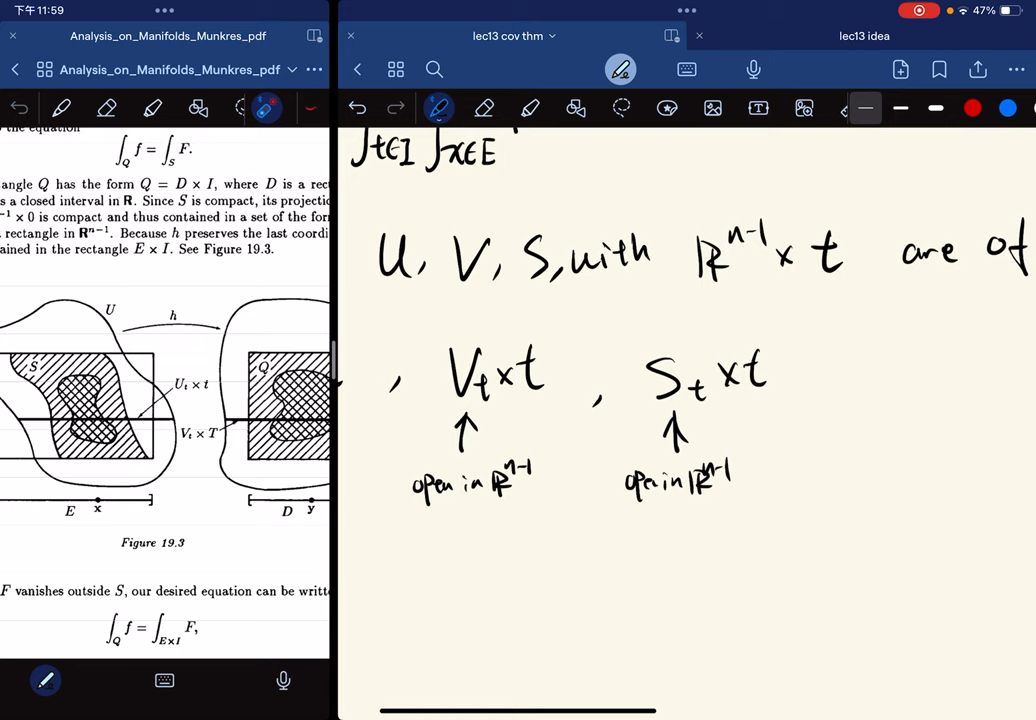 下午11:59
47%
Analysis_on_Manifolds_Munkres_pdf
lec13 cov thm
lec13 idea
Analysis_on_Manifolds_Munkres_pdf
the equation
∫_Q f = ∫_S F.
angle Q has the form Q = D × I, where D is a rec
s a closed interval in R. Since S is compact, its projectio
⁻¹ × 0 is compact and thus contained in a set of the for
rectangle in Rⁿ⁻¹. Because h preserves the last coordi
ained in the rectangle E × I. See Figure 19.3.
U
h
S
Q
U_t × t
V_t × T
E
x
D
y
Figure 19.3
F vanishes outside S, our desired equation can be writt
∫_Q f = ∫_{E×I} F,
∫t∈I ∫x∈E
U, V, S, with ℝⁿ⁻¹ × t are of
, V_t × t , S_t × t
↑ ↑
open in ℝⁿ⁻¹ open in ℝⁿ⁻¹